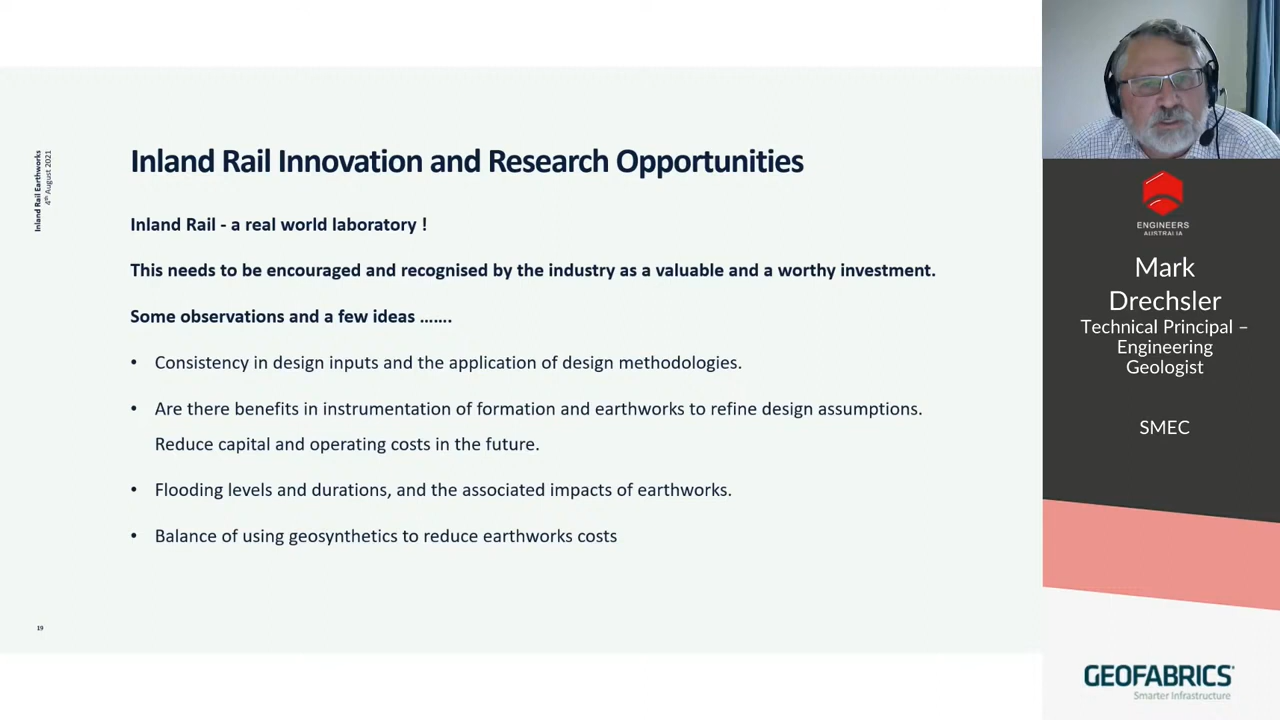 Inland Rail Earthworks
4th August 2021
Inland Rail Innovation and Research Opportunities
Inland Rail - a real world laboratory !
This needs to be encouraged and recognised by the industry as a valuable and a worthy investment.
Some observations and a few ideas …….
• Consistency in design inputs and the application of design methodologies.
• Are there benefits in instrumentation of formation and earthworks to refine design assumptions.
Reduce capital and operating costs in the future.
• Flooding levels and durations, and the associated impacts of earthworks.
• Balance of using geosynthetics to reduce earthworks costs
19
ENGINEERS
AUSTRALIA
Mark
Drechsler
Technical Principal –
Engineering
Geologist
SMEC
GEOFABRICS
Smarter Infrastructure